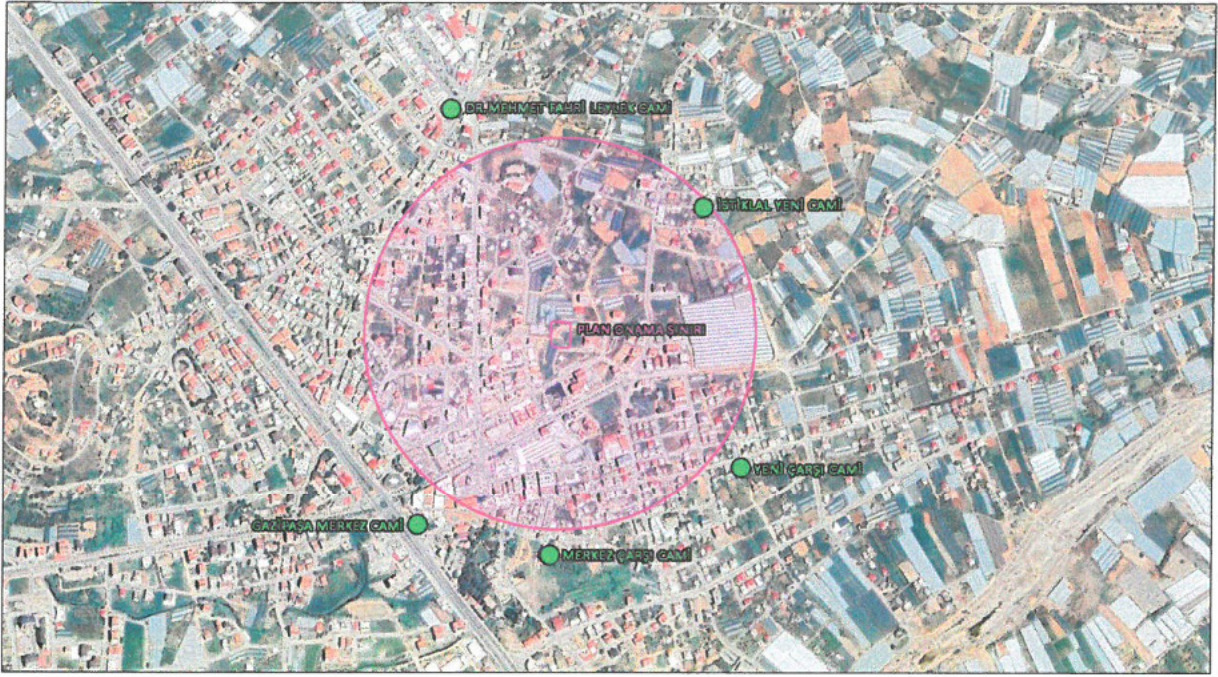 DR. MEHMET FAHRİ LEYLEK CAMİ
İSTİKLAL YENİ CAMİ
PLAN ONAMA SINIRI
YENİ ÇARŞI CAMİ
GAZİPAŞA MERKEZ CAMİ
MERKEZ ÇARŞI CAMİ